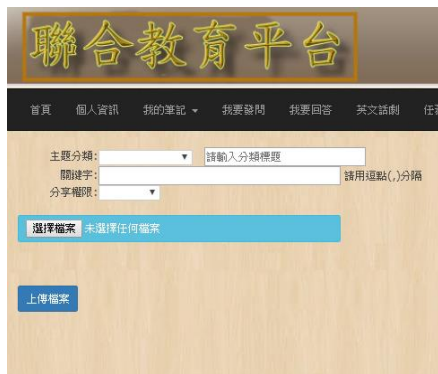 聯合教育平台
首頁 個人資訊 我的筆記 我要發問 我要回答 英文話劇
主題分類: 請輸入分類標題
關鍵字: 請用逗點(,)分隔
分享權限:
選擇檔案 未選擇任何檔案
上傳檔案